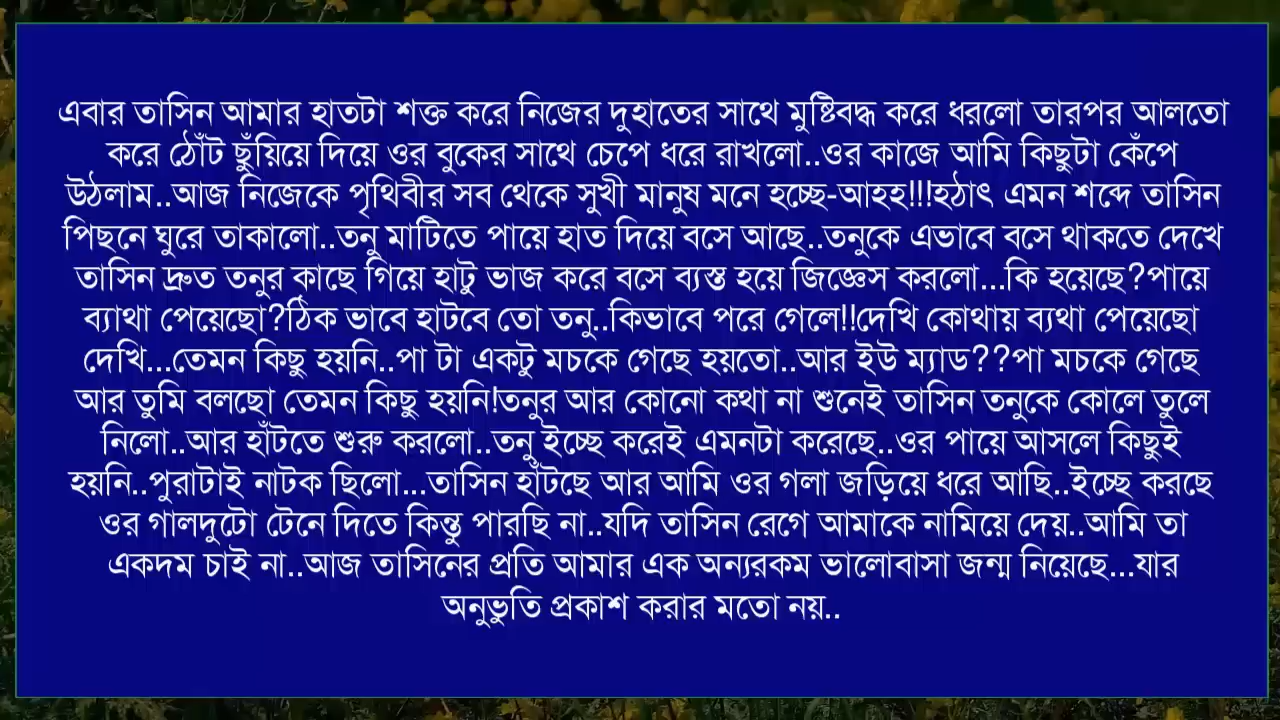 এবার তাসিন আমার হাতটা শক্ত করে নিজের দুহাতের সাথে মুষ্টিবদ্ধ করে ধরলো তারপর আলতো
করে ঠোঁট ছুঁয়িয়ে দিয়ে ওর বুকের সাথে চেপে ধরে রাখলো..ওর কাজে আমি কিছুটা কেঁপে
উঠলাম..আজ নিজেকে পৃথিবীর সব থেকে সুখী মানুষ মনে হচ্ছে-আহহ!!!হঠাৎ এমন শব্দে তাসিন
পিছনে ঘুরে তাকালো..তনু মাটিতে পায়ে হাত দিয়ে বসে আছে..তনুকে এভাবে বসে থাকতে দেখে
তাসিন দ্রুত তনুর কাছে গিয়ে হাটু ভাজ করে বসে ব্যস্ত হয়ে জিজ্ঞেস করলো...কি হয়েছে?পায়ে
ব্যাথা পেয়েছো?ঠিক ভাবে হাটবে তো তনু..কিভাবে পরে গেলে!!দেখি কোথায় ব্যথা পেয়েছো
দেখি...তেমন কিছু হয়নি..পা টা একটু মচকে গেছে হয়তো..আর ইউ ম্যাড??পা মচকে গেছে
আর তুমি বলছো তেমন কিছু হয়নি!তনুর আর কোনো কথা না শুনেই তাসিন তনুকে কোলে তুলে
নিলো..আর হাঁটতে শুরু করলো..তনু ইচ্ছে করেই এমনটা করেছে..ওর পায়ে আসলে কিছুই
হয়নি..পুরাটাই নাটক ছিলো...তাসিন হাঁটছে আর আমি ওর গলা জড়িয়ে ধরে আছি..ইচ্ছে করছে
ওর গালদুটো টেনে দিতে কিন্তু পারছি না..যদি তাসিন রেগে আমাকে নামিয়ে দেয়..আমি তা
একদম চাই না..আজ তাসিনের প্রতি আমার এক অন্যরকম ভালোবাসা জন্ম নিয়েছে...যার
অনুভুতি প্রকাশ করার মতো নয়..